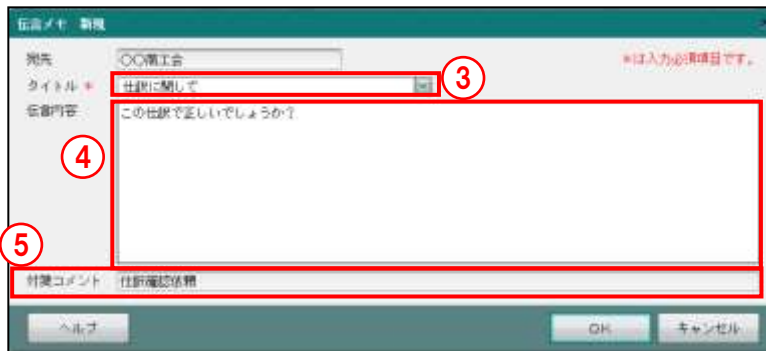 伝言メモ 新規
宛先 〇〇商工会 *は入力必須項目です。
タイトル * 仕訳に関して ③
伝言内容 この仕訳で正しいでしょうか?
④
⑤
付箋コメント 仕訳確認依頼
ヘルプ OK キャンセル